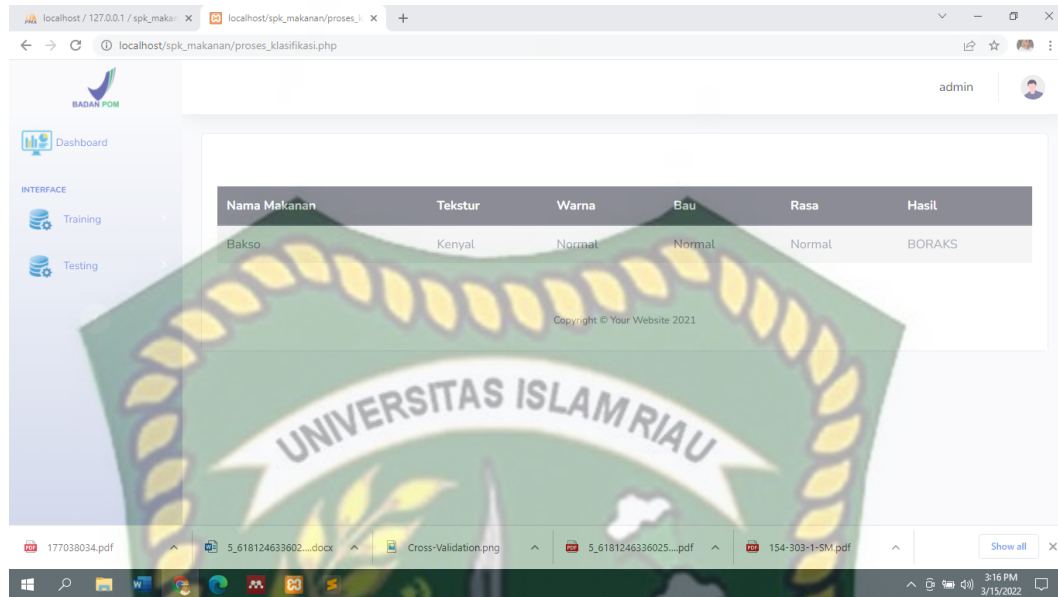 localhost / 127.0.0.1 / spk_makan
localhost/spk_makanan/proses_k
localhost/spk_makanan/proses_klasifikasi.php
BADAN POM
admin
Dashboard
INTERFACE
Training
Testing
Nama Makanan Tekstur Warna Bau Rasa Hasil
Bakso Kenyal Normal Normal Normal BORAKS
Copyright © Your Website 2021
UNIVERSITAS ISLAM RIAU
177038034.pdf 5_618124633602....docx Cross-Validation.png 5_6181246336025....pdf 154-303-1-SM.pdf Show all
3:16 PM
3/15/2022